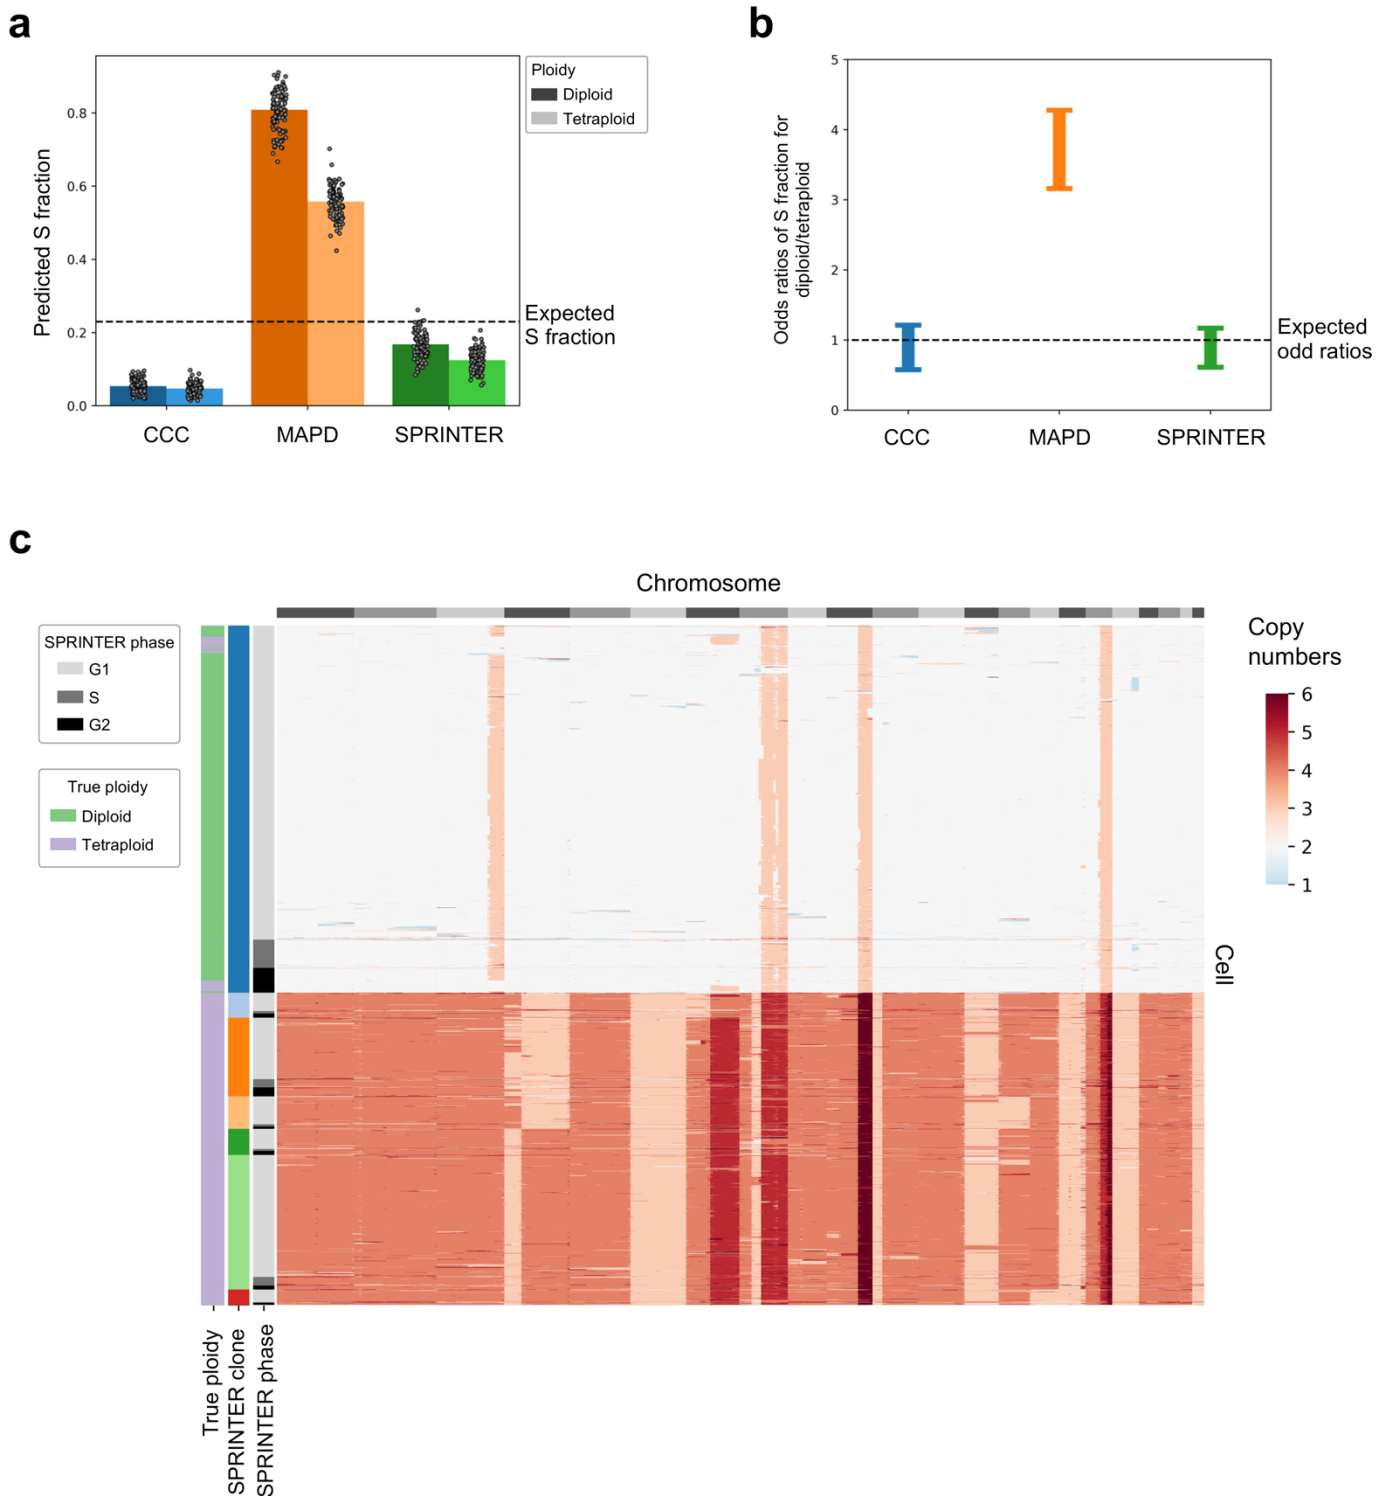 a
Predicted S fraction
0.8
0.6
0.4
0.2
0.0
CCC
MAPD
SPRINTER
Ploidy
Diploid
Tetraploid
Expected
S fraction
b
Odds ratios of S fraction for
diploid/tetraploid
5
4
3
2
1
0
CCC
MAPD
SPRINTER
Expected
odd ratios
c
Chromosome
SPRINTER phase
G1
S
G2
True ploidy
Diploid
Tetraploid
Copy
numbers
6
5
4
3
2
1
Cell
True ploidy
SPRINTER clone
SPRINTER phase